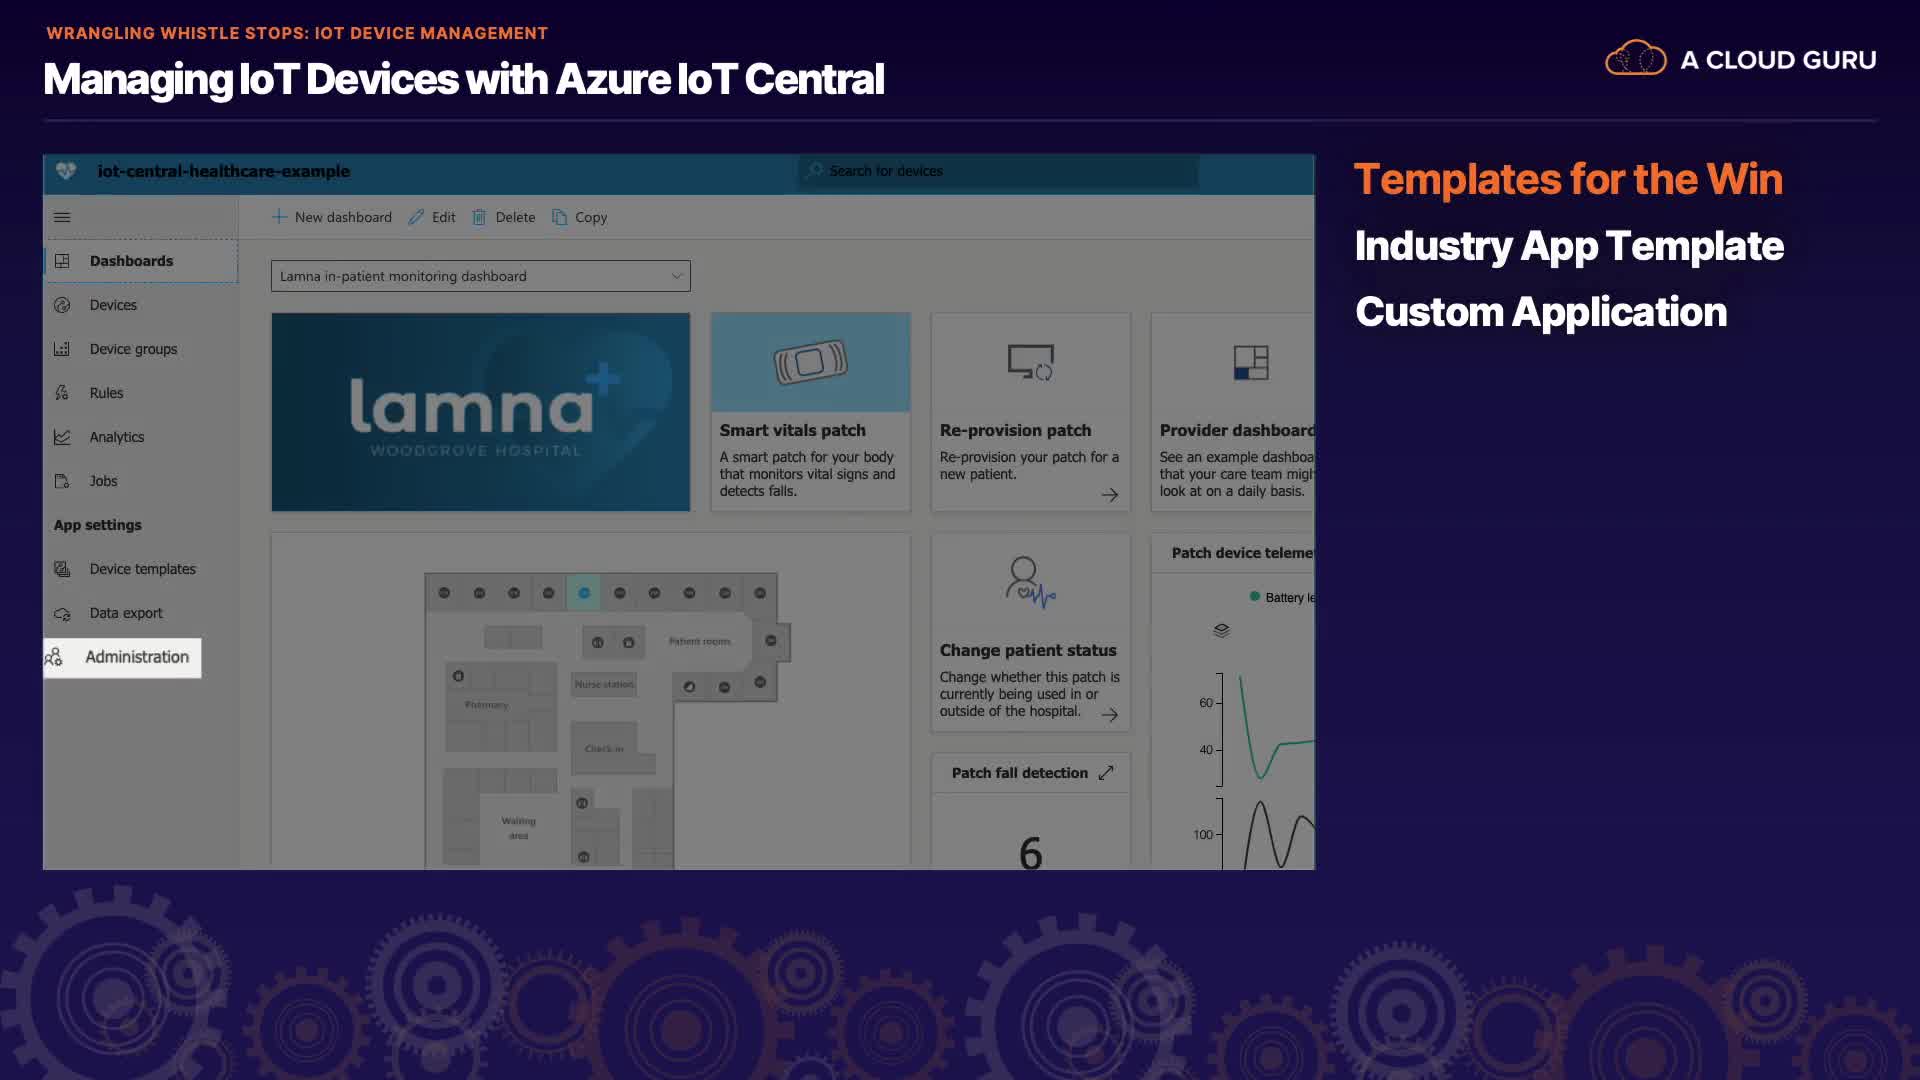 WRANGLING WHISTLE STOPS: IOT DEVICE MANAGEMENT
Managing IoT Devices with Azure IoT Central
A CLOUD GURU
iot-central-healthcare-example
Search for devices
New dashboard
Edit
Delete
Copy
Dashboards
Devices
Device groups
Rules
Analytics
Jobs
App settings
Device templates
Data export
Administration
Lamna in-patient monitoring dashboard
lamna
WOODGROVE HOSPITAL
Smart vitals patch
A smart patch for your body
that monitors vital signs and
detects falls.
Re-provision patch
Re-provision your patch for a
new patient.
Provider dashboard
See an example dashboa
that your care team migh
look at on a daily basis.
Patient rooms
Nurse station
Pharmacy
Check-in
Waiting
area
Change patient status
Change whether this patch is
currently being used in or
outside of the hospital.
Patch fall detection
6
Patch device teleme
Battery le
60
40
100
Templates for the Win
Industry App Template
Custom Application